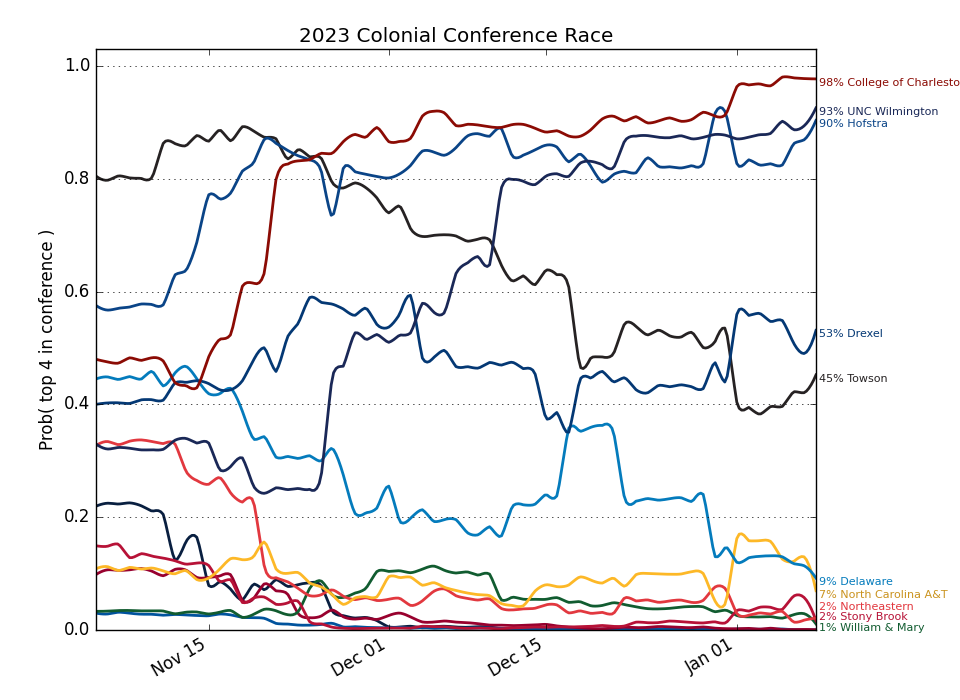 2023 Colonial Conference Race
1.0
0.8
0.6
0.4
0.2
0.0
Prob( top 4 in conference )
98% College of Charlesto
93% UNC Wilmington
90% Hofstra
53% Drexel
45% Towson
9% Delaware
7% North Carolina A&T
2% Northeastern
2% Stony Brook
1% William & Mary
Nov 15
Dec 01
Dec 15
Jan 01